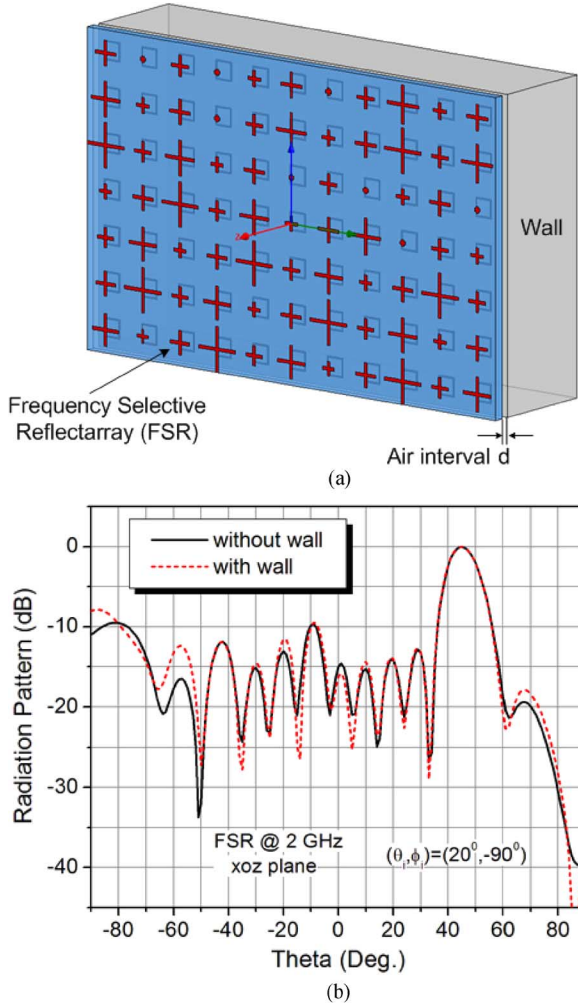 Wall
Frequency Selective
Reflectarray (FSR)
Air interval d
(a)
Radiation Pattern (dB)
0
-10
-20
-30
-40
without wall
with wall
FSR @ 2 GHz
xoz plane
(θi,ϕi)=(20⁰,-90⁰)
-80 -60 -40 -20 0 20 40 60 80
Theta (Deg.)
(b)